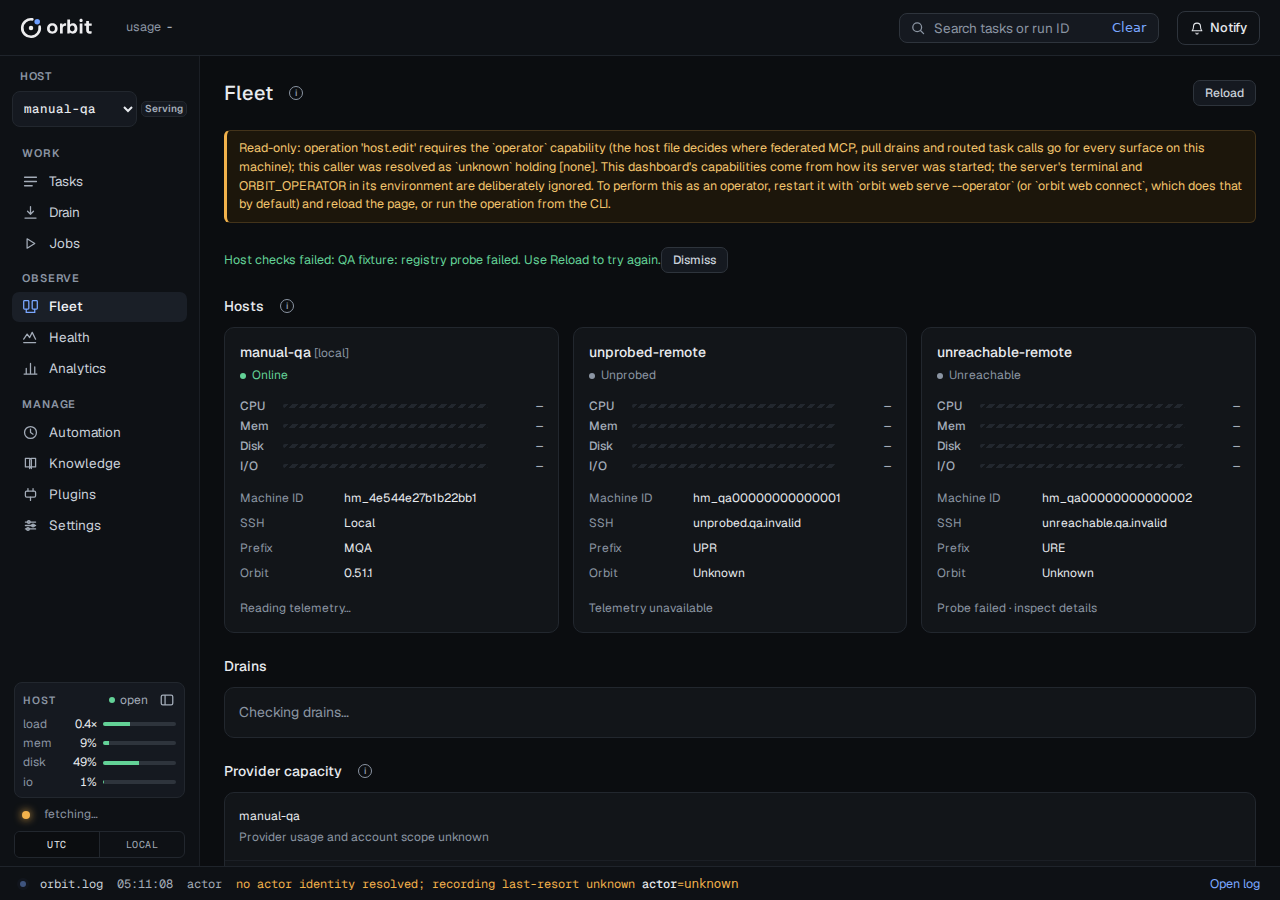 orbit
usage –
Search tasks or run ID
Clear
Notify
HOST
manual-qa
Serving
WORK
Tasks
Drain
Jobs
OBSERVE
Fleet
Health
Analytics
MANAGE
Automation
Knowledge
Plugins
Settings
HOST
open
load 0.4×
mem 9%
disk 49%
io 1%
fetching…
UTC
LOCAL
Fleet
Reload
Read-only: operation 'host.edit' requires the `operator` capability (the host file decides where federated MCP, pull drains and routed task calls go for every surface on this
machine); this caller was resolved as `unknown` holding [none]. This dashboard's capabilities come from how its server was started; the server's terminal and
ORBIT_OPERATOR in its environment are deliberately ignored. To perform this as an operator, restart it with `orbit web serve --operator` (or `orbit web connect`, which does that
by default) and reload the page, or run the operation from the CLI.
Host checks failed: QA fixture: registry probe failed. Use Reload to try again.
Dismiss
Hosts
manual-qa [local]
Online
CPU –
Mem –
Disk –
I/O –
Machine ID hm_4e544e27b1b22bb1
SSH Local
Prefix MQA
Orbit 0.51.1
Reading telemetry…
unprobed-remote
Unprobed
CPU –
Mem –
Disk –
I/O –
Machine ID hm_qa00000000000001
SSH unprobed.qa.invalid
Prefix UPR
Orbit Unknown
Telemetry unavailable
unreachable-remote
Unreachable
CPU –
Mem –
Disk –
I/O –
Machine ID hm_qa00000000000002
SSH unreachable.qa.invalid
Prefix URE
Orbit Unknown
Probe failed · inspect details
Drains
Checking drains…
Provider capacity
manual-qa
Provider usage and account scope unknown
orbit.log 05:11:08 actor no actor identity resolved; recording last-resort unknown actor=unknown
Open log